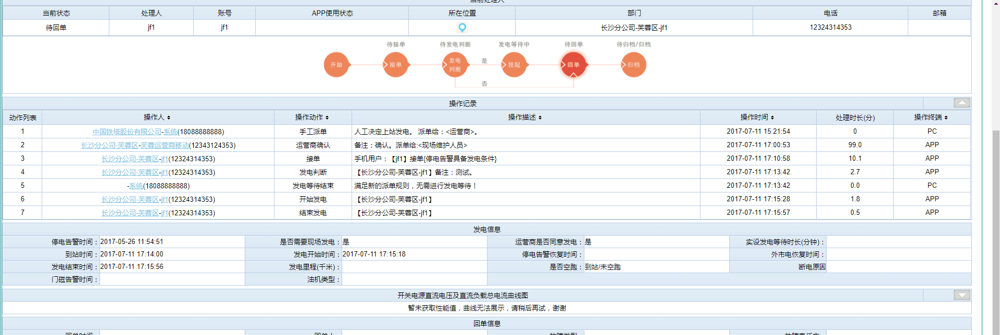 当前处理人
当前状态 处理人 账号 APP使用状态 所在位置 部门 电话 邮箱
待回单 jf1 jf1 长沙分公司-芙蓉区-jf1 12324314353
待接单 待发电判断 发电等待中 待回单 待归档/归档
开始 接单 发电判断 是 挂起 回单 归档
否
操作记录
动作列表 操作人 操作动作 操作描述 操作时间 处理时长(分) 操作终端
1 中国铁塔股份有限公司-系统(18088888888) 手工派单 人工决定上站发电。 派单给：<运营商>。 2017-07-11 15:21:54 0 PC
2 长沙分公司-芙蓉区-芙蓉运营商移动(12343124353) 运营商确认 备注：确认。派单给:<现场维护人员> 2017-07-11 17:00:53 99.0 APP
3 长沙分公司-芙蓉区-jf1(12324314353) 接单 手机用户：【jf1】接单{停电告警具备发电条件} 2017-07-11 17:10:58 10.1 APP
4 长沙分公司-芙蓉区-jf1(12324314353) 发电判断 【长沙分公司-芙蓉区-jf1】备注：测试。 2017-07-11 17:13:42 2.7 APP
5 -系统(18088888888) 发电等待结束 满足新的派单规则，无需进行发电等待！ 2017-07-11 17:13:42 0.0 PC
6 长沙分公司-芙蓉区-jf1(12324314353) 开始发电 【长沙分公司-芙蓉区-jf1】 2017-07-11 17:15:28 1.8 APP
7 长沙分公司-芙蓉区-jf1(12324314353) 结束发电 【长沙分公司-芙蓉区-jf1】 2017-07-11 17:15:57 0.5 APP
发电信息
停电告警时间：2017-05-26 11:54:51 是否需要现场发电：是 运营商是否同意发电：是 实设发电等待时长(分钟)：
到站时间：2017-07-11 17:14:00 发电开始时间：2017-07-11 17:15:18 停电告警恢复时间： 外市电恢复时间：
发电结束时间：2017-07-11 17:15:56 发电里程(千米)： 是否空跑：到站/未空跑 断电原因
门磁告警时间： 油机类型：
开关电源直流电压及直流负载总电流曲线图
暂未获取性能值，曲线无法展示，请稍后再试，谢谢
回单信息
回单时间 回单人 故障类型 故障责任方